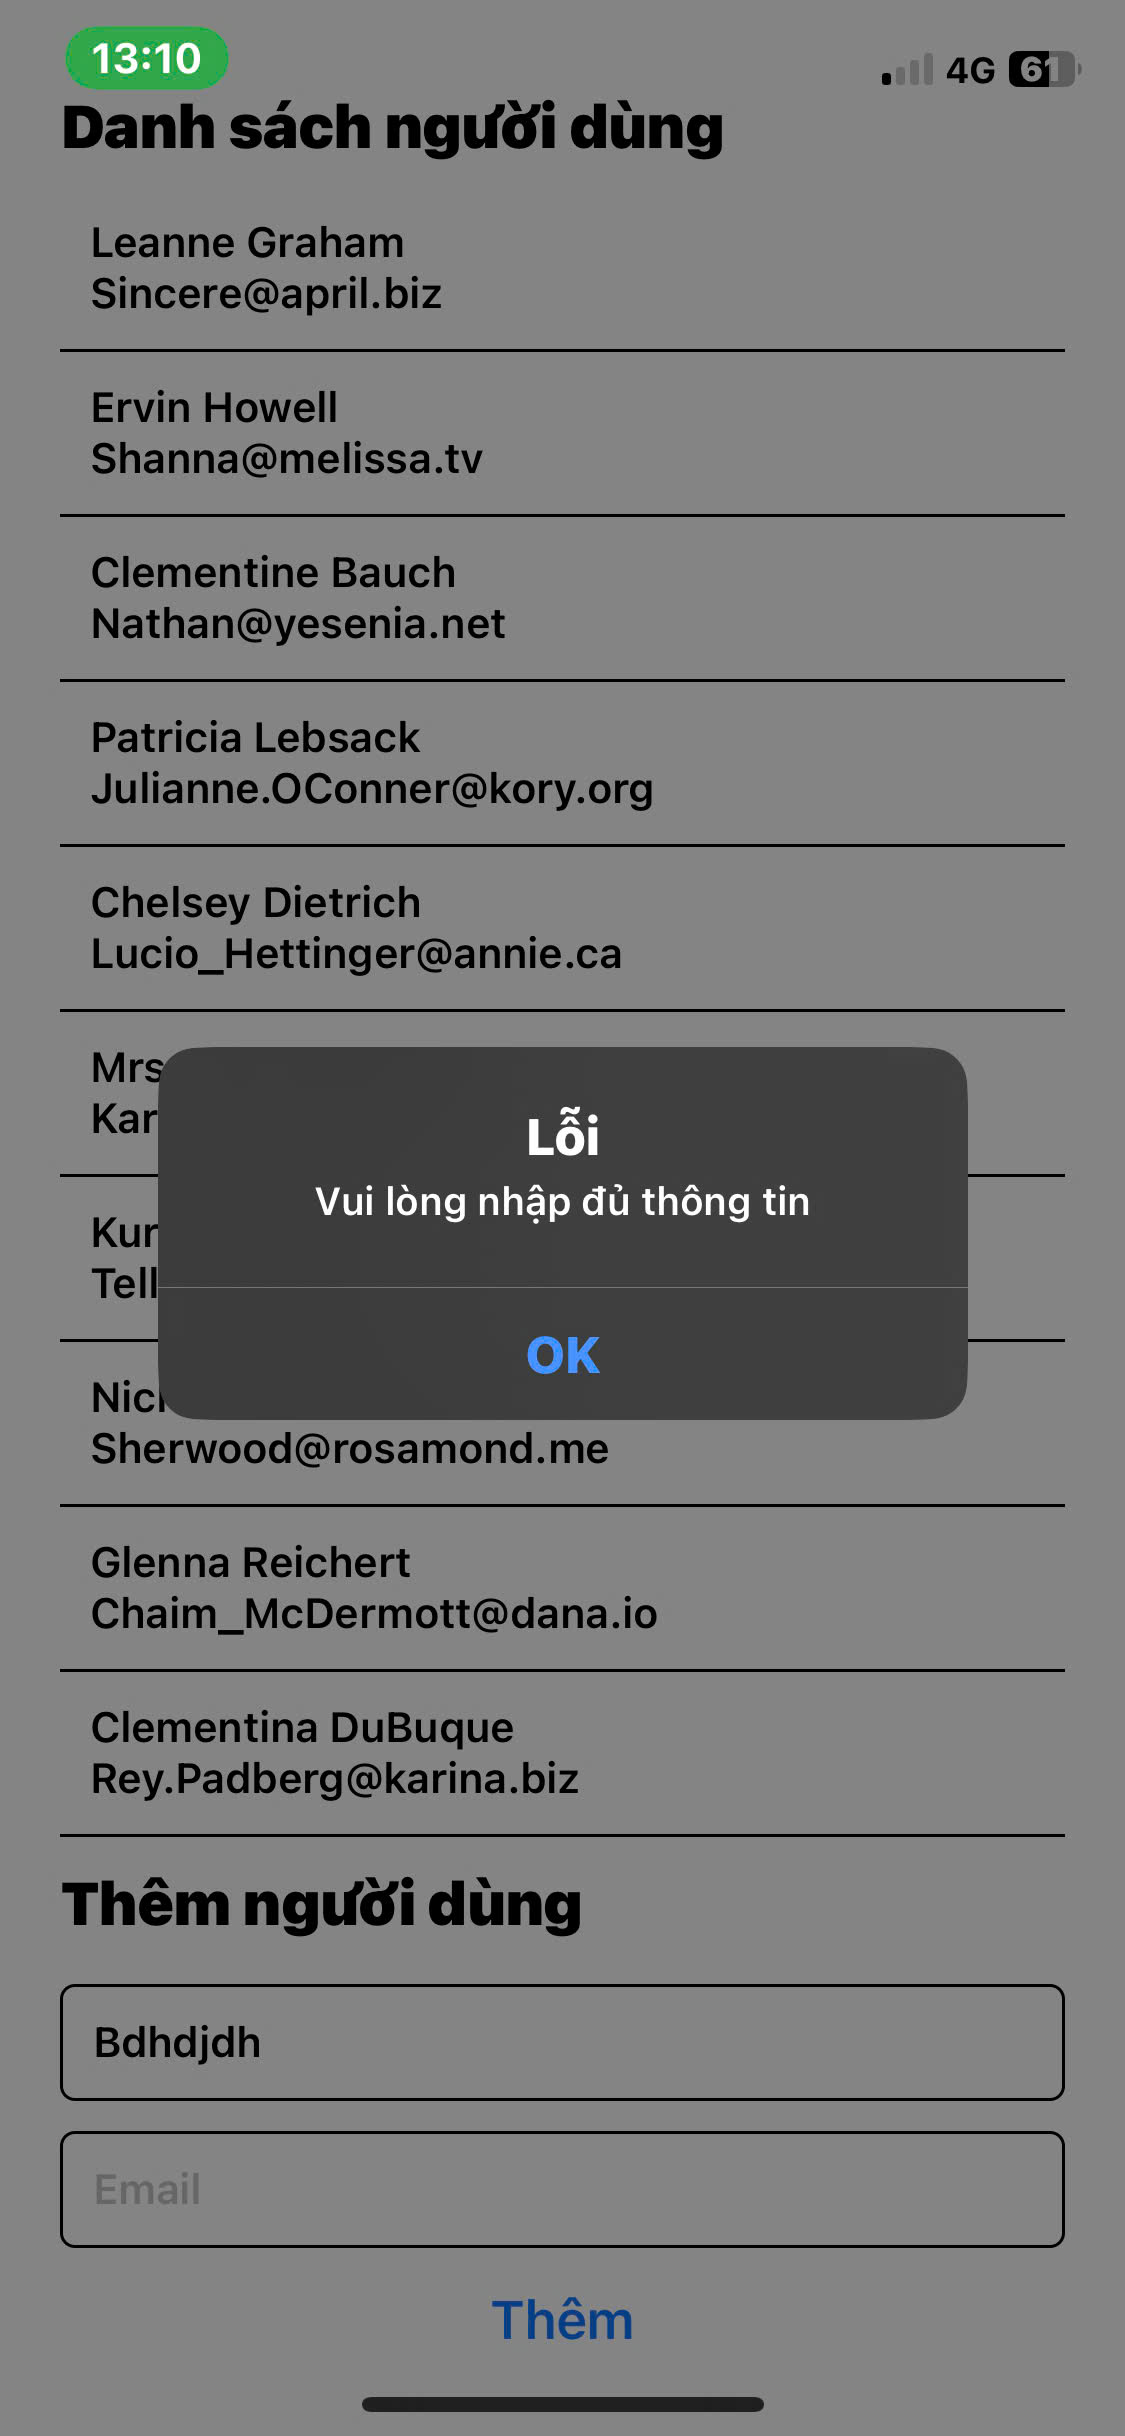 13:10
4G 61
Danh sách người dùng
Leanne Graham
Sincere@april.biz
Ervin Howell
Shanna@melissa.tv
Clementine Bauch
Nathan@yesenia.net
Patricia Lebsack
Julianne.OConner@kory.org
Chelsey Dietrich
Lucio_Hettinger@annie.ca
Mrs
Kar
Kur
Tell
Lỗi
Vui lòng nhập đủ thông tin
OK
Sherwood@rosamond.me
Glenna Reichert
Chaim_McDermott@dana.io
Clementina DuBuque
Rey.Padberg@karina.biz
Thêm người dùng
Bdhdjdh
Email
Thêm